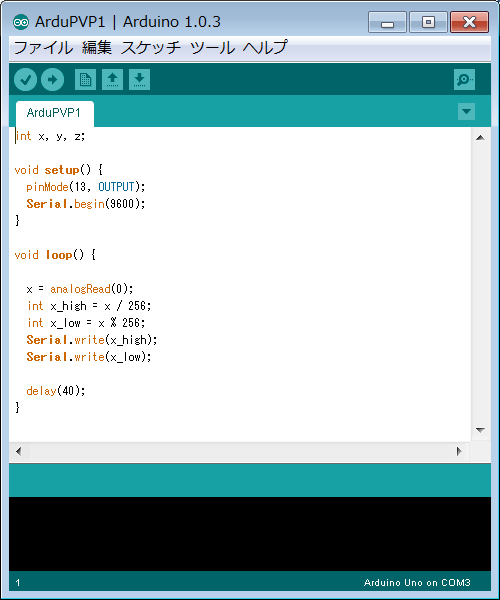 ArduPVP1 | Arduino 1.0.3
ファイル 編集 スケッチ ツール ヘルプ
ArduPVP1
int x, y, z;
void setup() {
pinMode(13, OUTPUT);
Serial.begin(9600);
}
void loop() {
x = analogRead(0);
int x_high = x / 256;
int x_low = x % 256;
Serial.write(x_high);
Serial.write(x_low);
delay(40);
}
1
Arduino Uno on COM3